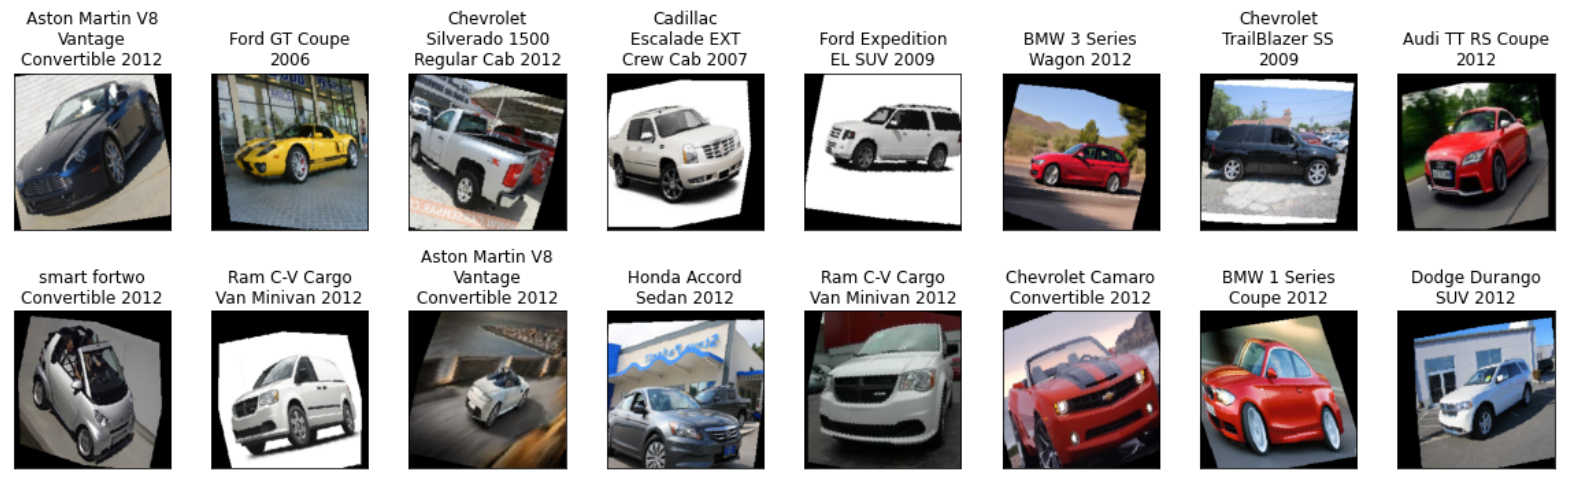 Aston Martin V8
Vantage
Convertible 2012
Ford GT Coupe
2006
Chevrolet
Silverado 1500
Regular Cab 2012
Cadillac
Escalade EXT
Crew Cab 2007
Ford Expedition
EL SUV 2009
BMW 3 Series
Wagon 2012
Chevrolet
TrailBlazer SS
2009
Audi TT RS Coupe
2012
smart fortwo
Convertible 2012
Ram C-V Cargo
Van Minivan 2012
Aston Martin V8
Vantage
Convertible 2012
Honda Accord
Sedan 2012
Ram C-V Cargo
Van Minivan 2012
Chevrolet Camaro
Convertible 2012
BMW 1 Series
Coupe 2012
Dodge Durango
SUV 2012